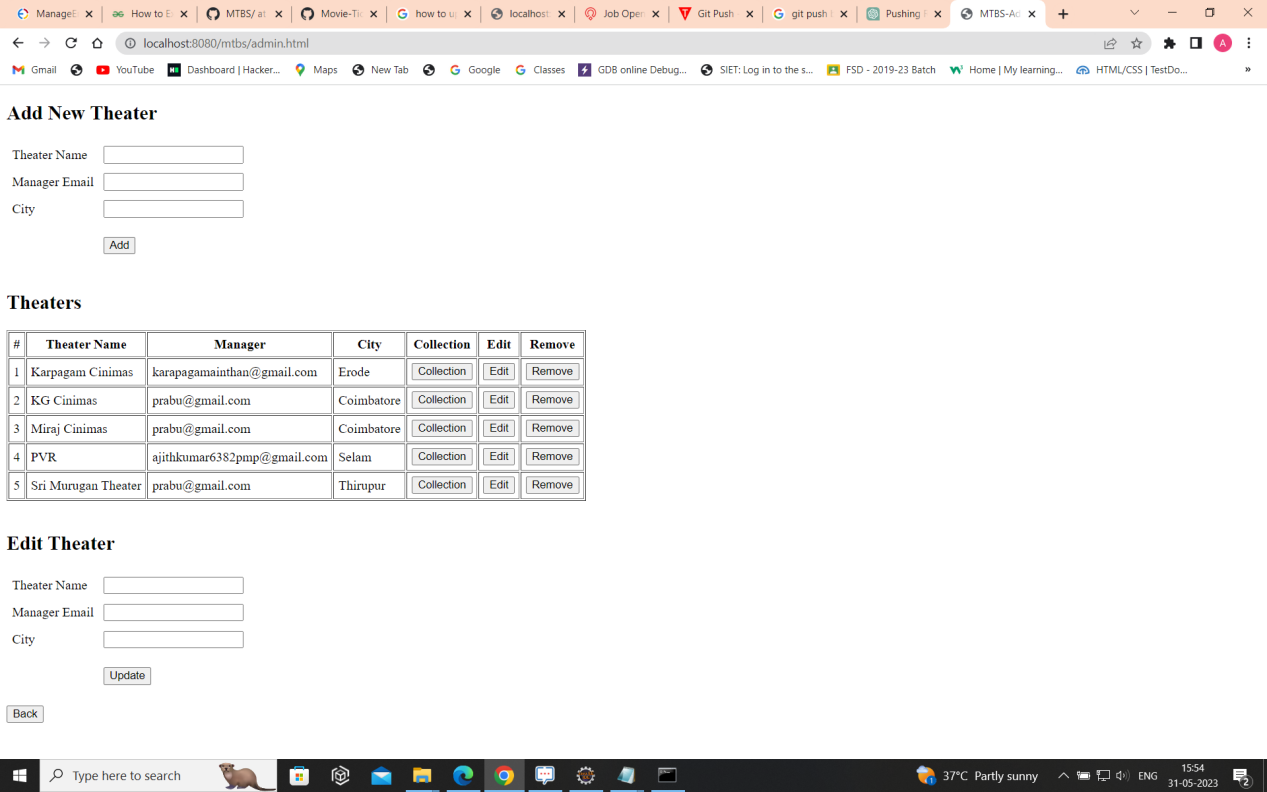 ManageE
How to E
MTBS/ at
Movie-Tic
how to up
localhost:
Job Open
Git Push
git push
Pushing
MTBS-Ad
localhost:8080/mtbs/admin.html
A
Gmail
YouTube
Dashboard | Hacker...
Maps
New Tab
Google
Classes
GDB online Debug...
SIET: Log in to the s...
FSD - 2019-23 Batch
Home | My learning...
HTML/CSS | TestDo...
»
Add New Theater
Theater Name
Manager Email
City
Add
Theaters
# Theater Name Manager City Collection Edit Remove
1 Karpagam Cinimas karapagamainthan@gmail.com Erode Collection Edit Remove
2 KG Cinimas prabu@gmail.com Coimbatore Collection Edit Remove
3 Miraj Cinimas prabu@gmail.com Coimbatore Collection Edit Remove
4 PVR ajithkumar6382pmp@gmail.com Selam Collection Edit Remove
5 Sri Murugan Theater prabu@gmail.com Thirupur Collection Edit Remove
Edit Theater
Theater Name
Manager Email
City
Update
Back
Type here to search
37°C Partly sunny
ENG
15:54
31-05-2023
2